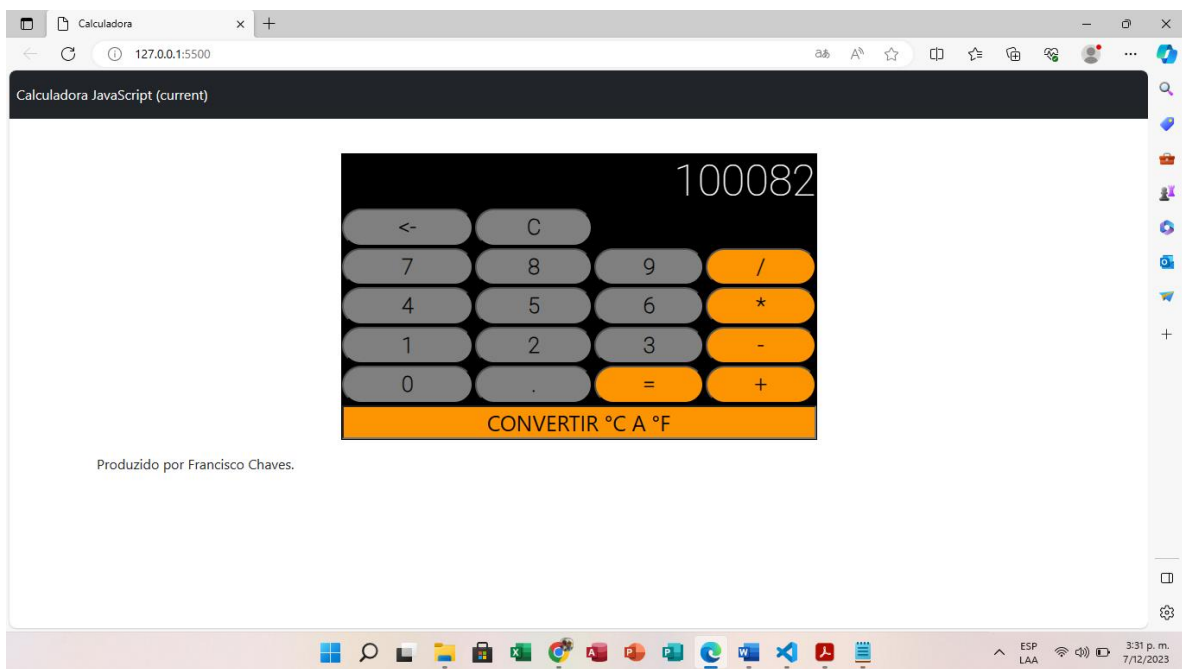 Calculadora
127.0.0.1:5500
Calculadora JavaScript (current)
100082
<- C
7 8 9 /
4 5 6 *
1 2 3 -
0 . = +
CONVERTIR °C A °F
Produzido por Francisco Chaves.
ESP
LAA
3:31 p. m.
7/12/2023